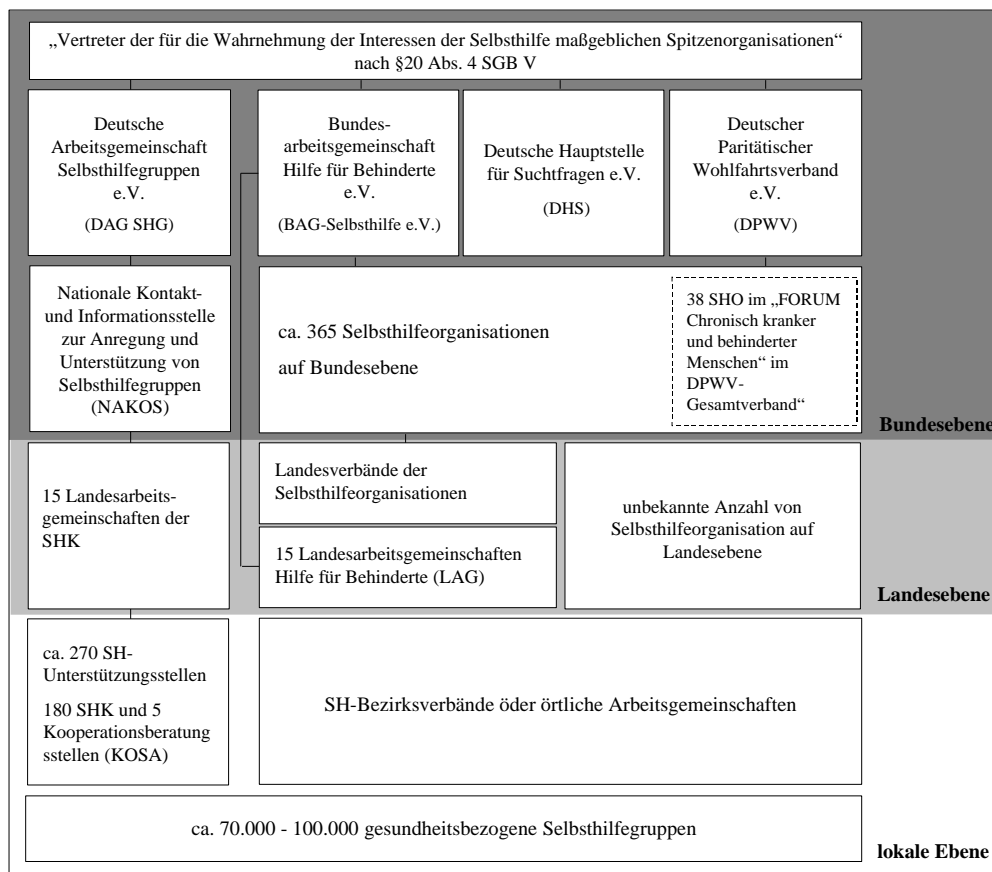 „Vertreter der für die Wahrnehmung der Interessen der Selbsthilfe maßgeblichen Spitzenorganisationen“
nach §20 Abs. 4 SGB V
Deutsche
Arbeitsgemeinschaft
Selbsthilfegruppen
e.V.
(DAG SHG)
Bundes-
arbeitsgemeinschaft
Hilfe für Behinderte
e.V.
(BAG-Selbsthilfe e.V.)
Deutsche Hauptstelle
für Suchtfragen e.V.
(DHS)
Deutscher
Paritätischer
Wohlfahrtsverband
e.V.
(DPWV)
Nationale Kontakt-
und Informationsstelle
zur Anregung und
Unterstützung von
Selbsthilfegruppen
(NAKOS)
ca. 365 Selbsthilfeorganisationen
auf Bundesebene
38 SHO im „FORUM
Chronisch kranker
und behinderter
Menschen“ im
DPWV-
Gesamtverband“
Bundesebene
15 Landesarbeits-
gemeinschaften der
SHK
Landesverbände der
Selbsthilfeorganisationen
15 Landesarbeitsgemeinschaften
Hilfe für Behinderte (LAG)
unbekannte Anzahl von
Selbsthilfeorganisation auf
Landesebene
Landesebene
ca. 270 SH-
Unterstützungsstellen
180 SHK und 5
Kooperationsberatung
sstellen (KOSA)
SH-Bezirksverbände öder örtliche Arbeitsgemeinschaften
ca. 70.000 - 100.000 gesundheitsbezogene Selbsthilfegruppen
lokale Ebene